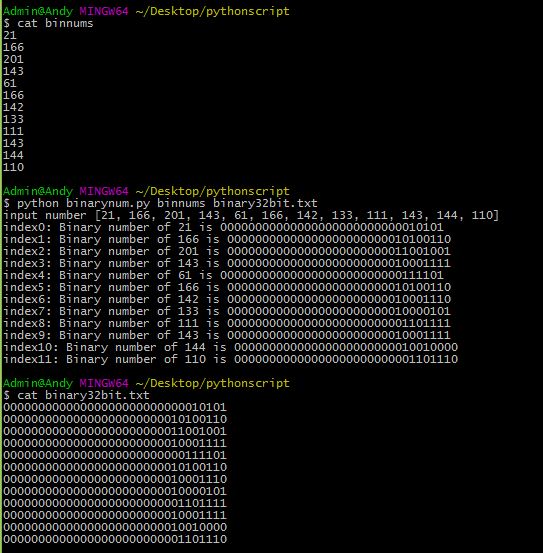 Admin@Andy MINGW64 ~/Desktop/pythonscript
$ cat binnums
21
166
201
143
61
166
142
133
111
143
144
110
Admin@Andy MINGW64 ~/Desktop/pythonscript
$ python binarynum.py binnums binary32bit.txt
input number [21, 166, 201, 143, 61, 166, 142, 133, 111, 143, 144, 110]
index0: Binary number of 21 is 00000000000000000000000000010101
index1: Binary number of 166 is 00000000000000000000000010100110
index2: Binary number of 201 is 00000000000000000000000011001001
index3: Binary number of 143 is 00000000000000000000000010001111
index4: Binary number of 61 is 00000000000000000000000000111101
index5: Binary number of 166 is 00000000000000000000000010100110
index6: Binary number of 142 is 00000000000000000000000010001110
index7: Binary number of 133 is 00000000000000000000000010000101
index8: Binary number of 111 is 00000000000000000000000001101111
index9: Binary number of 143 is 00000000000000000000000010001111
index10: Binary number of 144 is 00000000000000000000000010010000
index11: Binary number of 110 is 00000000000000000000000001101110
Admin@Andy MINGW64 ~/Desktop/pythonscript
$ cat binary32bit.txt
00000000000000000000000000010101
00000000000000000000000010100110
00000000000000000000000011001001
00000000000000000000000010001111
00000000000000000000000000111101
00000000000000000000000010100110
00000000000000000000000010001110
00000000000000000000000010000101
00000000000000000000000001101111
00000000000000000000000010001111
00000000000000000000000010010000
00000000000000000000000001101110